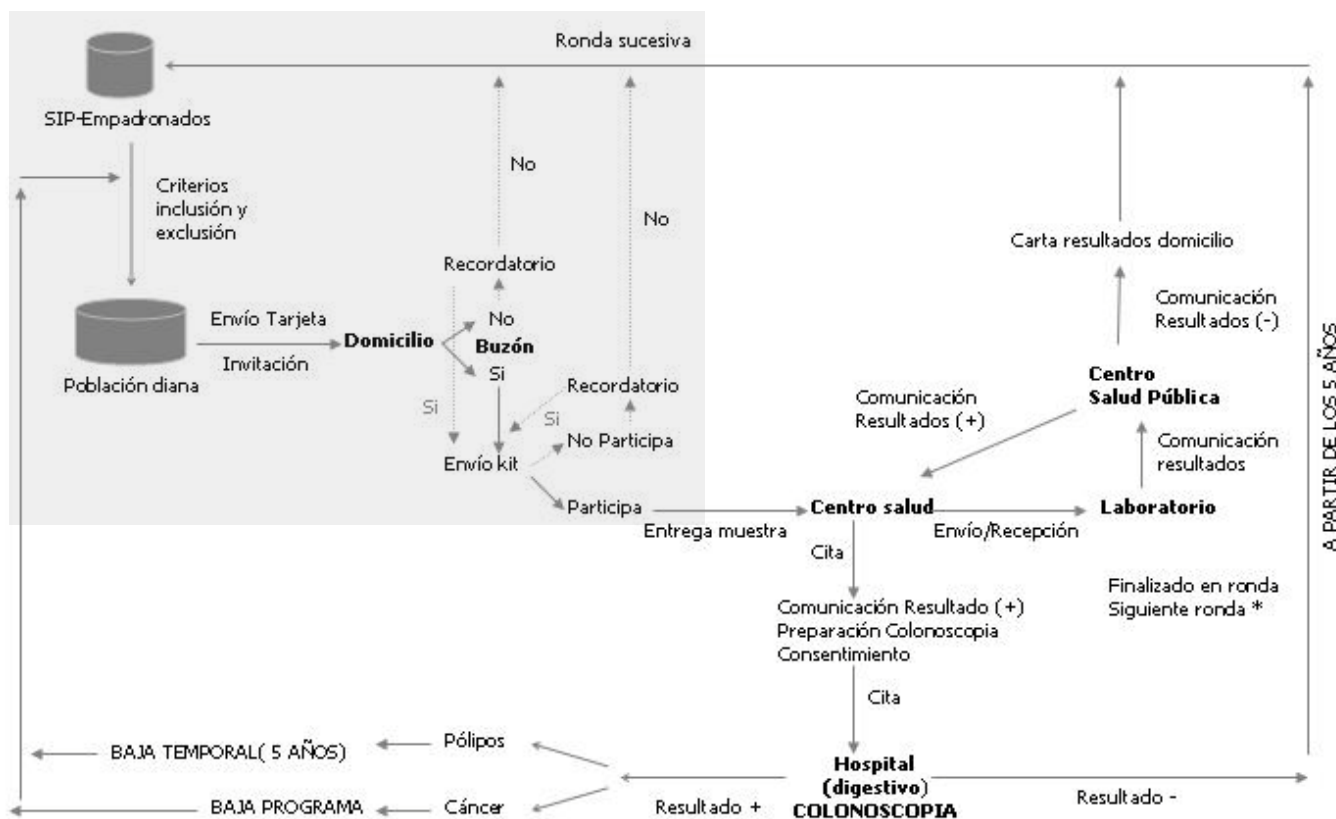 Ronda sucesiva
SIP-Empadronados
No
Criterios
inclusión y
exclusión
No
Carta resultados domicilio
Recordatorio
Comunicación
Resultados (-)
Envío Tarjeta
No
Domicilio
Buzón
Invitación
Si
Población diana
Recordatorio
Centro
Salud Pública
Comunicación
Resultados (+)
Si
Si
No Participa
Envío kit
Comunicación
resultados
Participa
Centro salud
Laboratorio
Entrega muestra
Envío/Recepción
A PARTIR DE LOS 5 AÑOS
Cita
Finalizado en ronda
Siguiente ronda *
Comunicación Resultado (+)
Preparación Colonoscopia
Consentimiento
Cita
BAJA TEMPORAL( 5 AÑOS)
Pólipos
Hospital
(digestivo)
COLONOSCOPIA
BAJA PROGRAMA
Cáncer
Resultado +
Resultado -